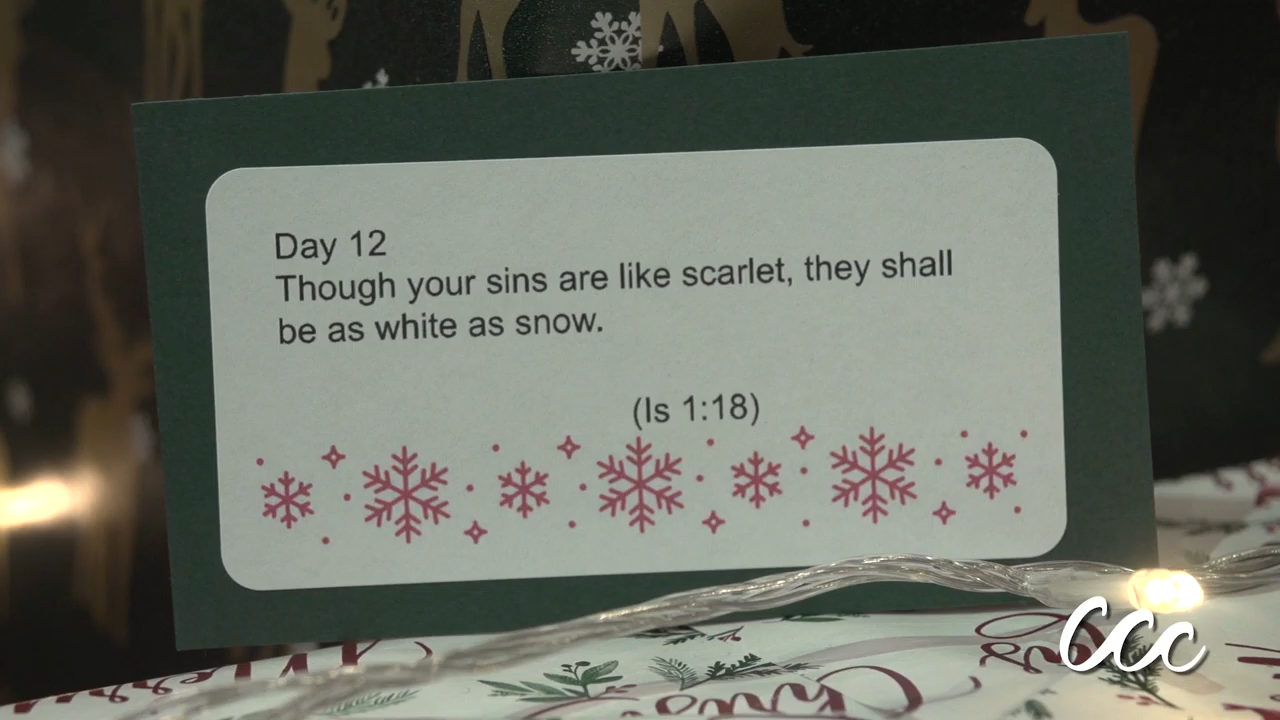 Day 12
Though your sins are like scarlet, they shall
be as white as snow.
(Is 1:18)
ccc